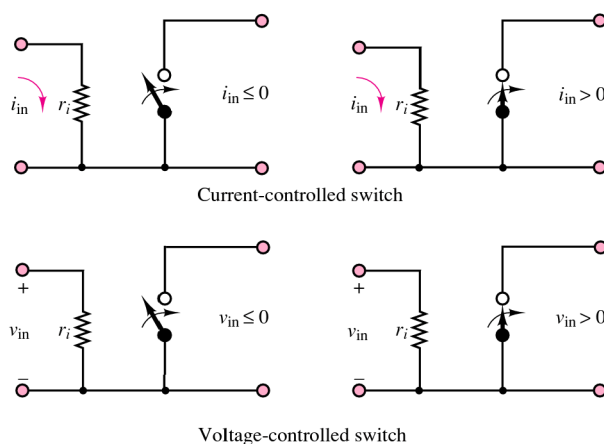 i_in r_i i_in ≤ 0 i_in r_i i_in > 0
Current-controlled switch
+ +
v_in r_i v_in ≤ 0 v_in r_i v_in > 0
− −
Voltage-controlled switch